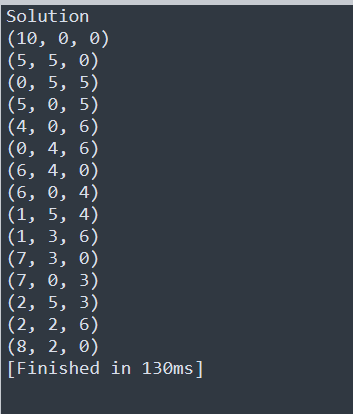 Solution
(10, 0, 0)
(5, 5, 0)
(0, 5, 5)
(5, 0, 5)
(4, 0, 6)
(0, 4, 6)
(6, 4, 0)
(6, 0, 4)
(1, 5, 4)
(1, 3, 6)
(7, 3, 0)
(7, 0, 3)
(2, 5, 3)
(2, 2, 6)
(8, 2, 0)
[Finished in 130ms]